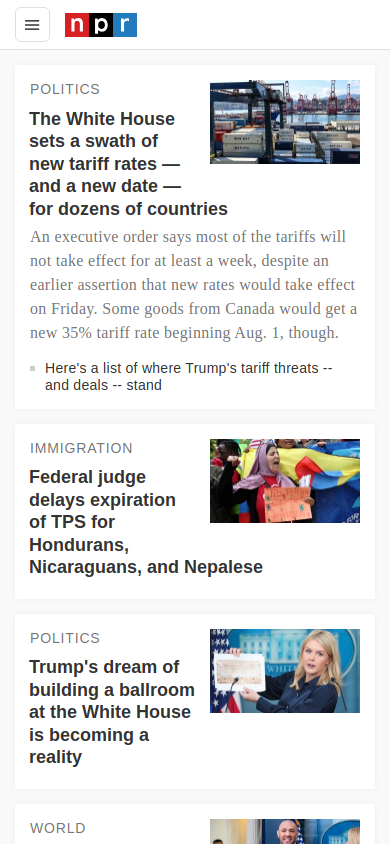 npr
POLITICS
The White House
sets a swath of
new tariff rates —
and a new date —
for dozens of countries
An executive order says most of the tariffs will
not take effect for at least a week, despite an
earlier assertion that new rates would take effect
on Friday. Some goods from Canada would get a
new 35% tariff rate beginning Aug. 1, though.
Here's a list of where Trump's tariff threats --
and deals -- stand
IMMIGRATION
Federal judge
delays expiration
of TPS for
Hondurans,
Nicaraguans, and Nepalese
POLITICS
Trump's dream of
building a ballroom
at the White House
is becoming a
reality
WORLD